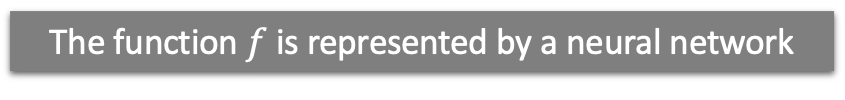 The function f is represented by a neural network